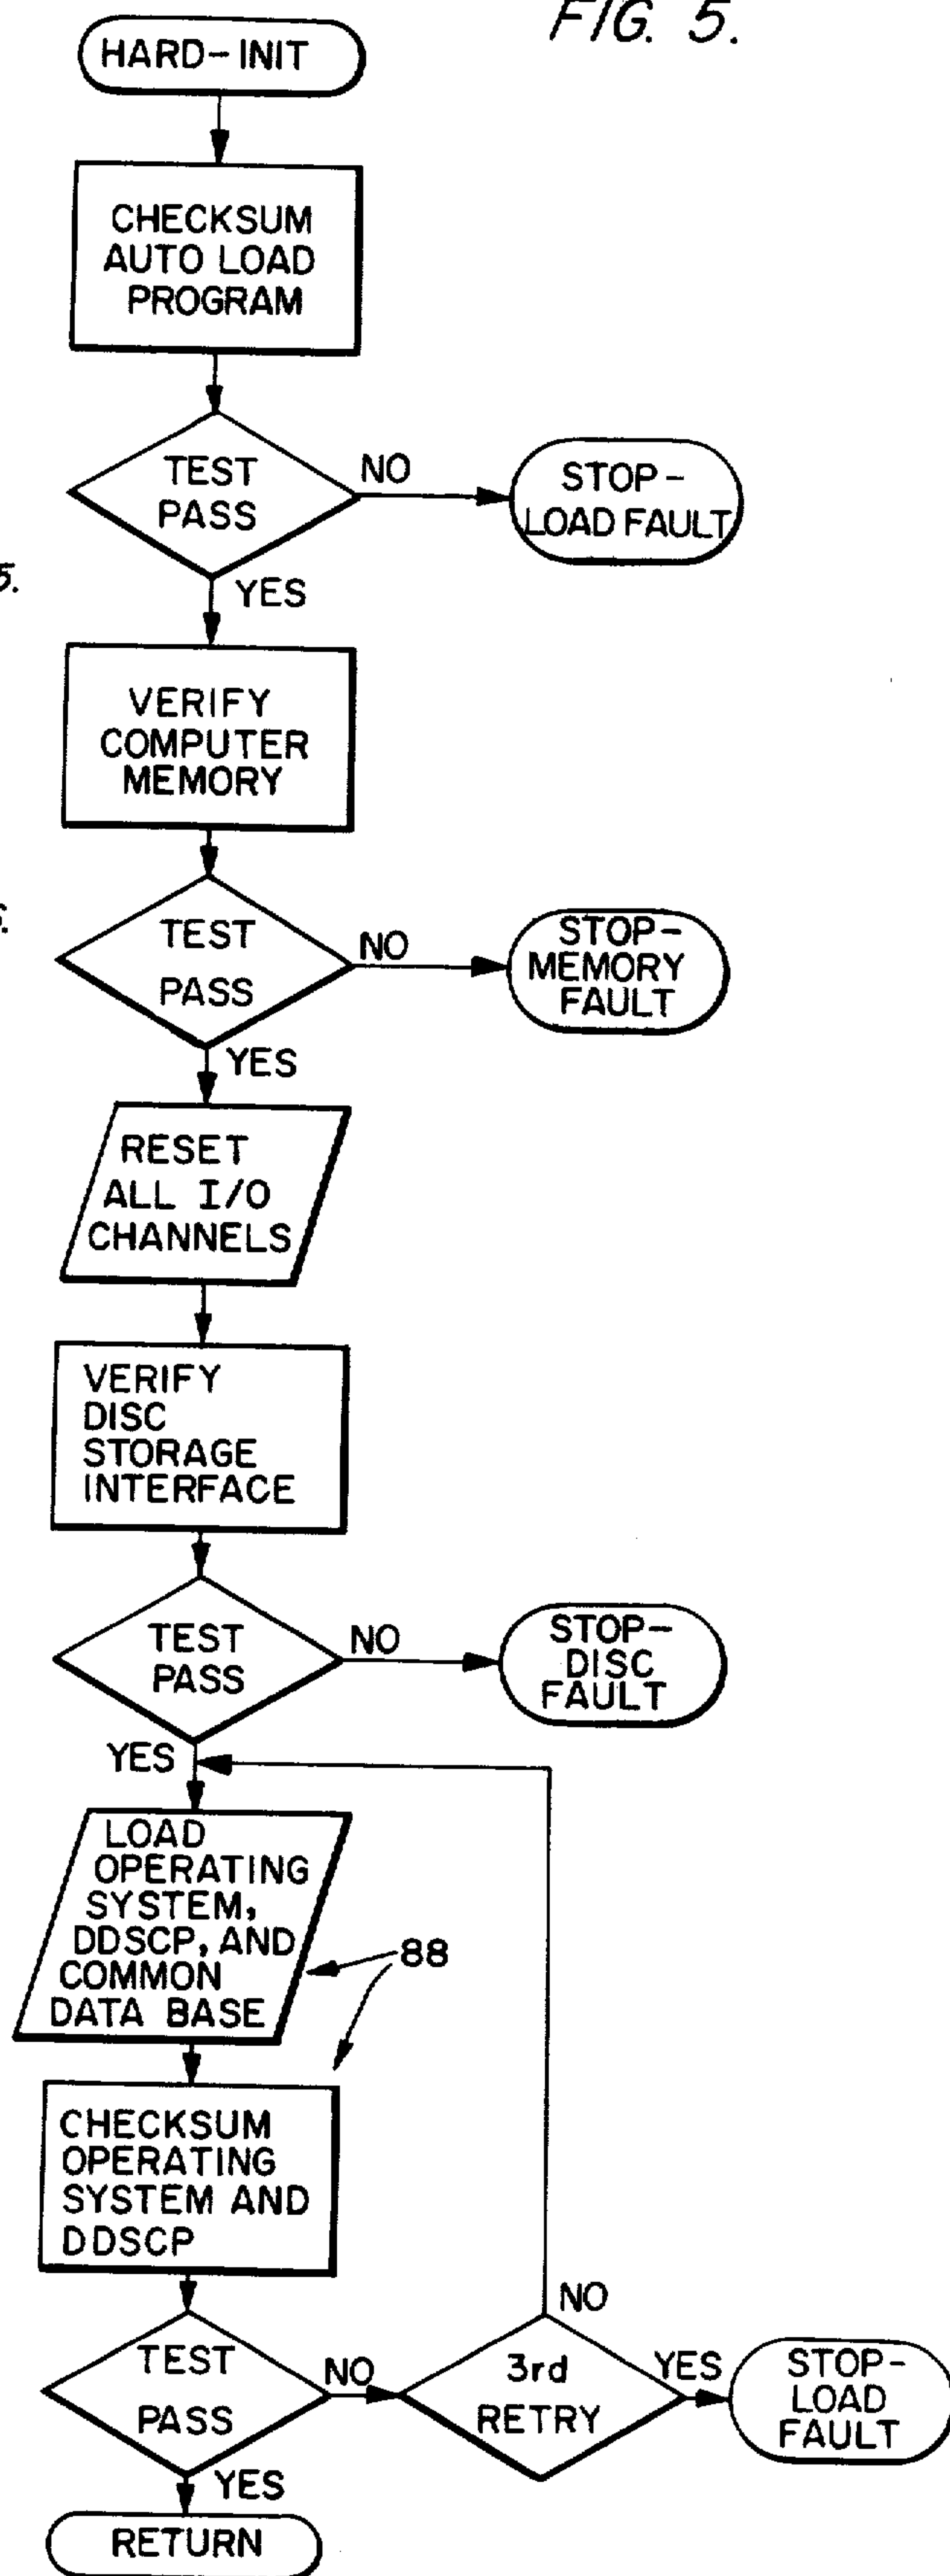 FIG. 5.
HARD-INIT
CHECKSUM
AUTO LOAD
PROGRAM
TEST
PASS
NO
STOP-
LOAD FAULT
YES
5.
VERIFY
COMPUTER
MEMORY
TEST
PASS
NO
STOP-
MEMORY
FAULT
YES
RESET
ALL I/O
CHANNELS
VERIFY
DISC
STORAGE
INTERFACE
TEST
PASS
NO
STOP-
DISC
FAULT
YES
LOAD
OPERATING
SYSTEM,
DDSCP, AND
COMMON
DATA BASE
88
CHECKSUM
OPERATING
SYSTEM AND
DDSCP
TEST
PASS
NO
3rd
RETRY
NO
YES
STOP-
LOAD
FAULT
YES
RETURN